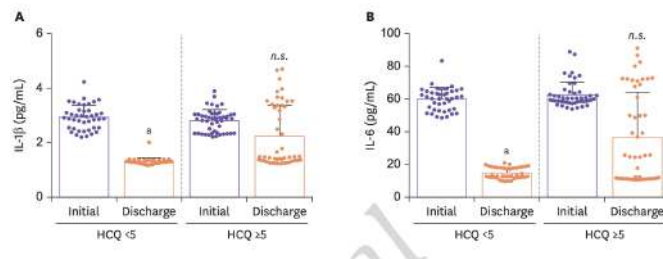 A
IL-1β (pg/mL)
6
4
2
0
n.s.
a
Initial Discharge Initial Discharge
HCQ <5 HCQ ≥5
B
IL-6 (pg/mL)
100
80
60
40
20
0
n.s.
a
Initial Discharge Initial Discharge
HCQ <5 HCQ ≥5